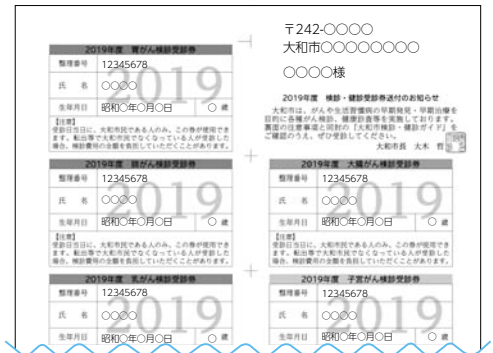 〒242-○○○○
大和市○○○○○○○○
○○○○様
2019年度 検診・健診受診券送付のお知らせ
大和市は、がんや生活習慣病の早期発見・早期治療を
目的に各種がん検診、健康診査等を実施しております。
裏面の注意事項と同封の「大和市検診・健診ガイド」を
ご確認のうえ、ぜひ受診してください。
大和市長 大木 哲
2019年度 胃がん検診受診券
2019
整理番号 12345678
氏 名 ○○○○
生年月日 昭和○年○月○日 ○ 歳
【注意】
受診日当日に、大和市民である人のみ、この券が使用でき
ます。転出等で大和市民でなくなっている人が受診した
場合、検診費用の全額を負担していただくことがあります。
2019年度 肺がん検診受診券
2019
整理番号 12345678
氏 名 ○○○○
生年月日 昭和○年○月○日 ○ 歳
【注意】
受診日当日に、大和市民である人のみ、この券が使用でき
ます。転出等で大和市民でなくなっている人が受診した
場合、検診費用の全額を負担していただくことがあります。
2019年度 大腸がん検診受診券
2019
整理番号 12345678
氏 名 ○○○○
生年月日 昭和○年○月○日 ○ 歳
【注意】
受診日当日に、大和市民である人のみ、この券が使用でき
ます。転出等で大和市民でなくなっている人が受診した
場合、検診費用の全額を負担していただくことがあります。
2019年度 乳がん検診受診券
2019
整理番号 12345678
氏 名 ○○○○
生年月日 昭和○年○月○日 ○ 歳
2019年度 子宮がん検診受診券
2019
整理番号 12345678
氏 名 ○○○○
生年月日 昭和○年○月○日 ○ 歳